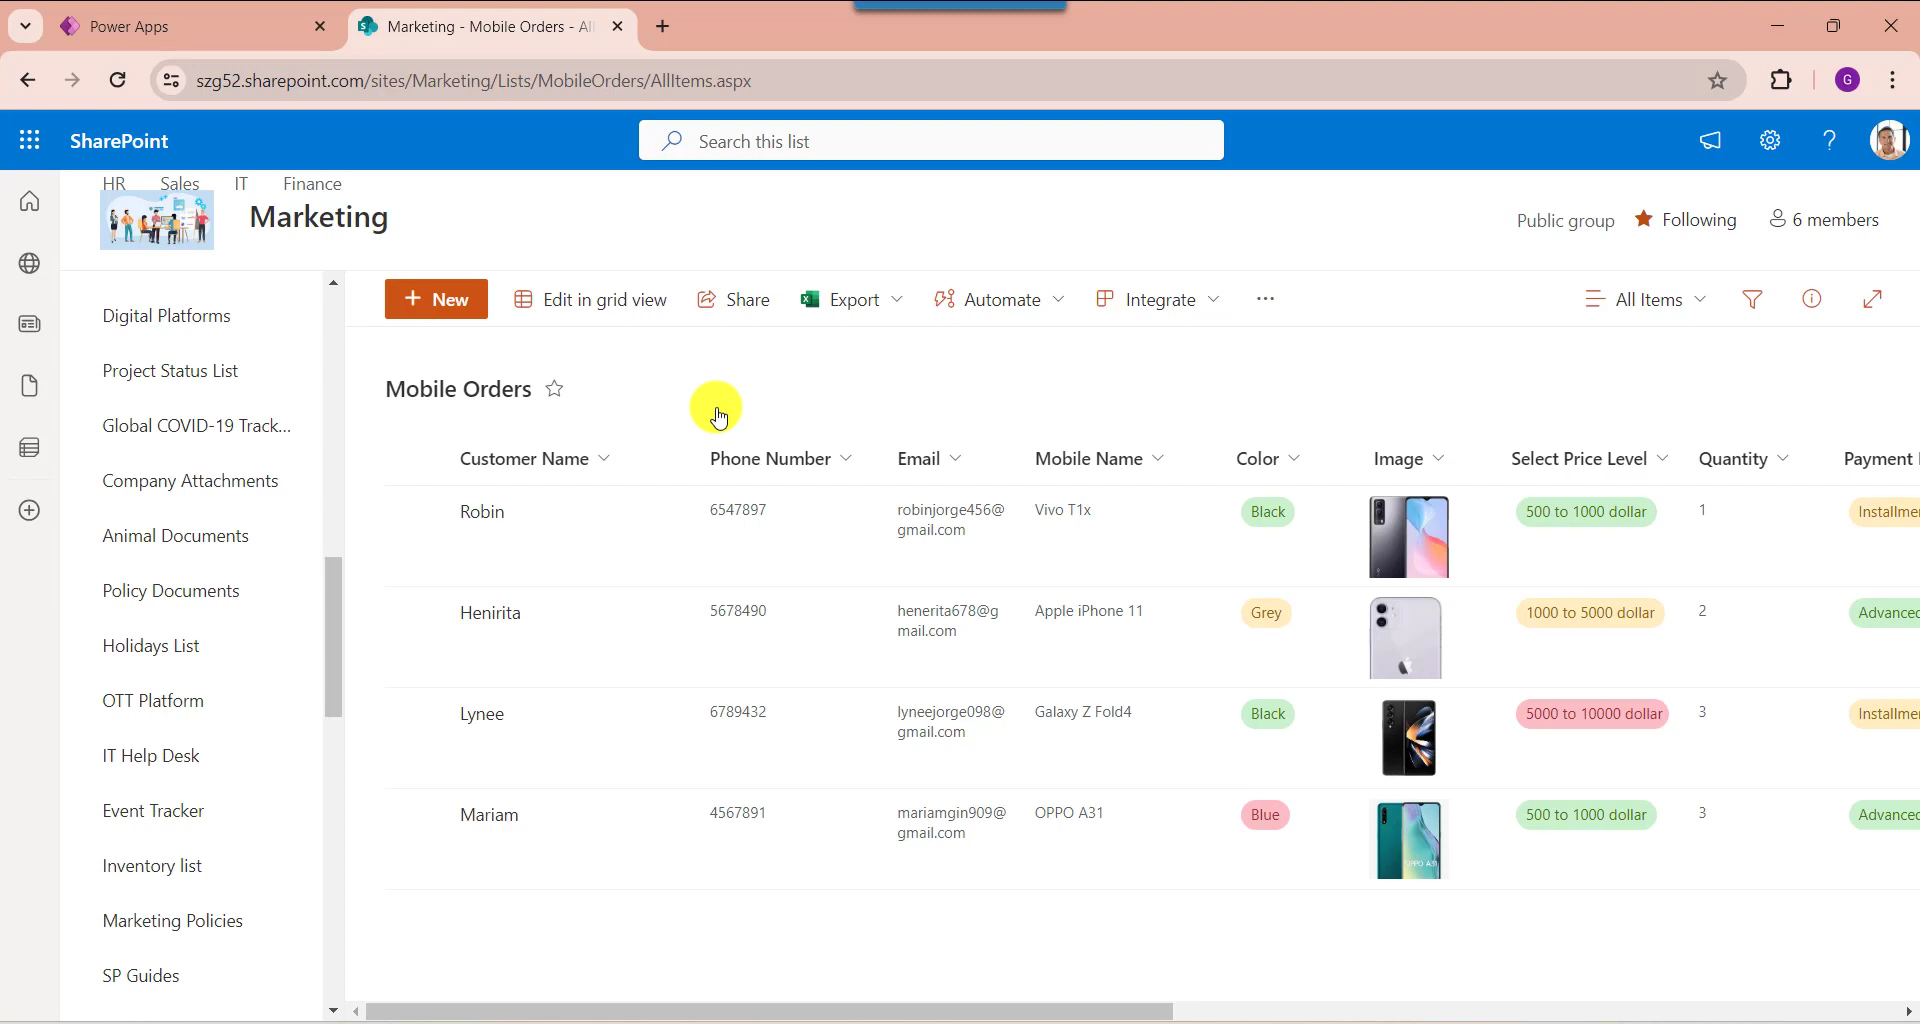 Power Apps
Marketing - Mobile Orders - All
szg52.sharepoint.com/sites/Marketing/Lists/MobileOrders/AllItems.aspx
G
SharePoint
Search this list
HR Sales IT Finance
Marketing
Public group Following 6 members
New Edit in grid view Share Export Automate Integrate ... All Items
Digital Platforms
Project Status List
Global COVID-19 Track...
Company Attachments
Animal Documents
Policy Documents
Holidays List
OTT Platform
IT Help Desk
Event Tracker
Inventory list
Marketing Policies
SP Guides
Mobile Orders
Customer Name Phone Number Email Mobile Name Color Image Select Price Level Quantity Payment
Robin 6547897 robinjorge456@ Vivo T1x Black 500 to 1000 dollar 1 Installme
gmail.com
Henirita 5678490 henerita678@g Apple iPhone 11 Grey 1000 to 5000 dollar 2 Advanced
mail.com
Lynee 6789432 lyneejorge098@ Galaxy Z Fold4 Black 5000 to 10000 dollar 3 Installme
gmail.com
Mariam 4567891 mariamgin909@ OPPO A31 Blue 500 to 1000 dollar 3 Advanced
gmail.com
OPPO A31